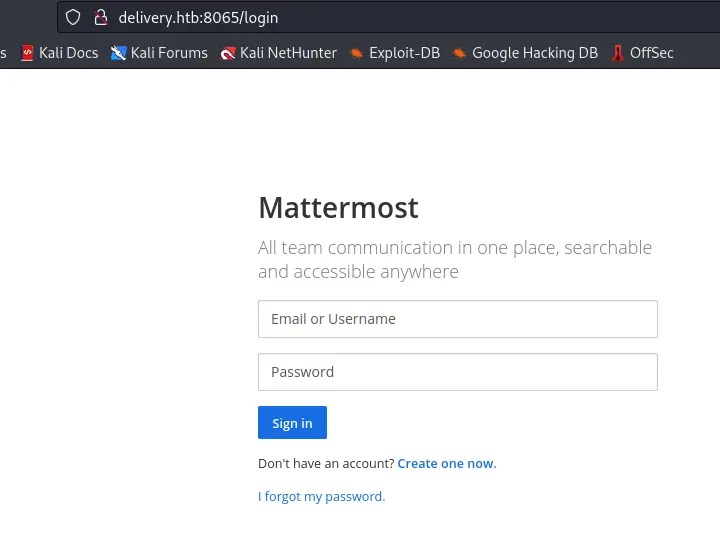 delivery.htb:8065/login
s Kali Docs Kali Forums Kali NetHunter Exploit-DB Google Hacking DB OffSec
Mattermost
All team communication in one place, searchable
and accessible anywhere
Email or Username
Password
Sign in
Don't have an account? Create one now.
I forgot my password.